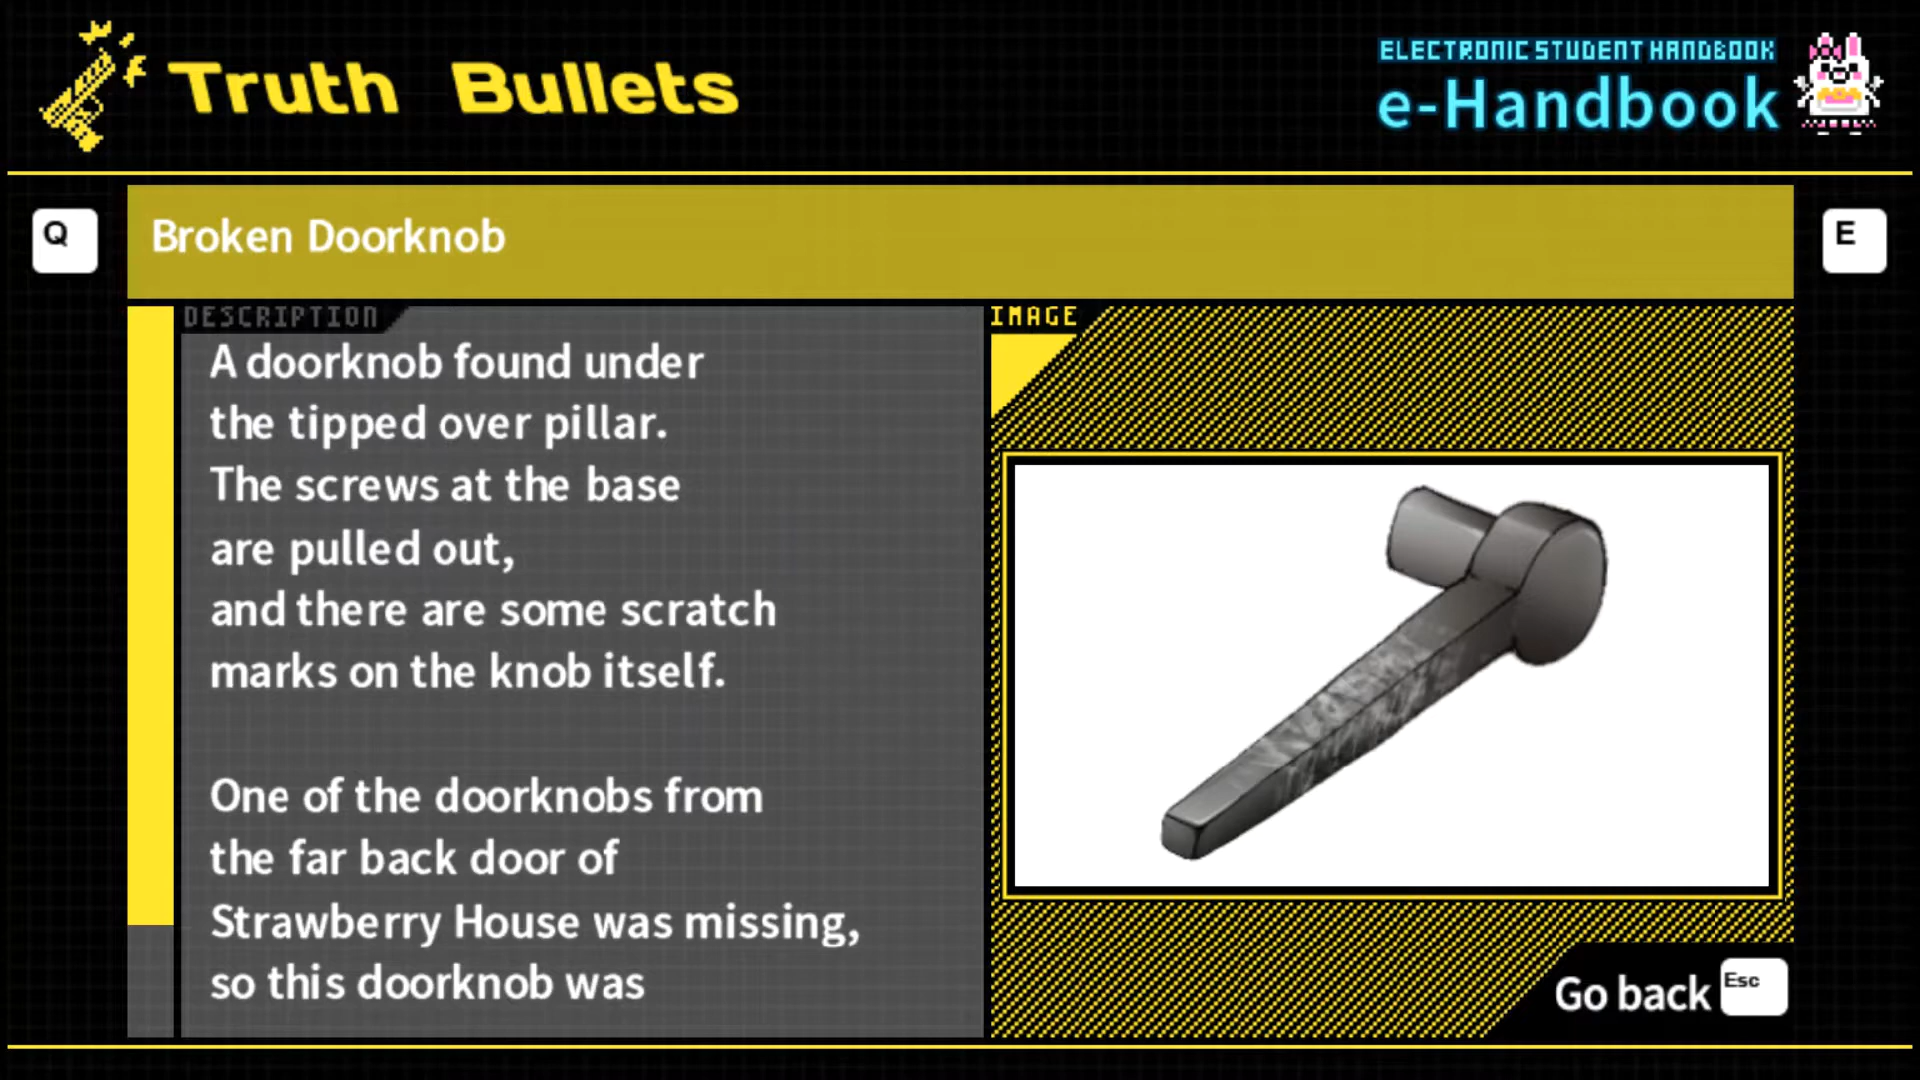 Truth Bullets
ELECTRONIC STUDENT HANDBOOK
e-Handbook
Q
Broken Doorknob
E
DESCRIPTION
A doorknob found under
the tipped over pillar.
The screws at the base
are pulled out,
and there are some scratch
marks on the knob itself.
One of the doorknobs from
the far back door of
Strawberry House was missing,
so this doorknob was
IMAGE
Go back
Esc